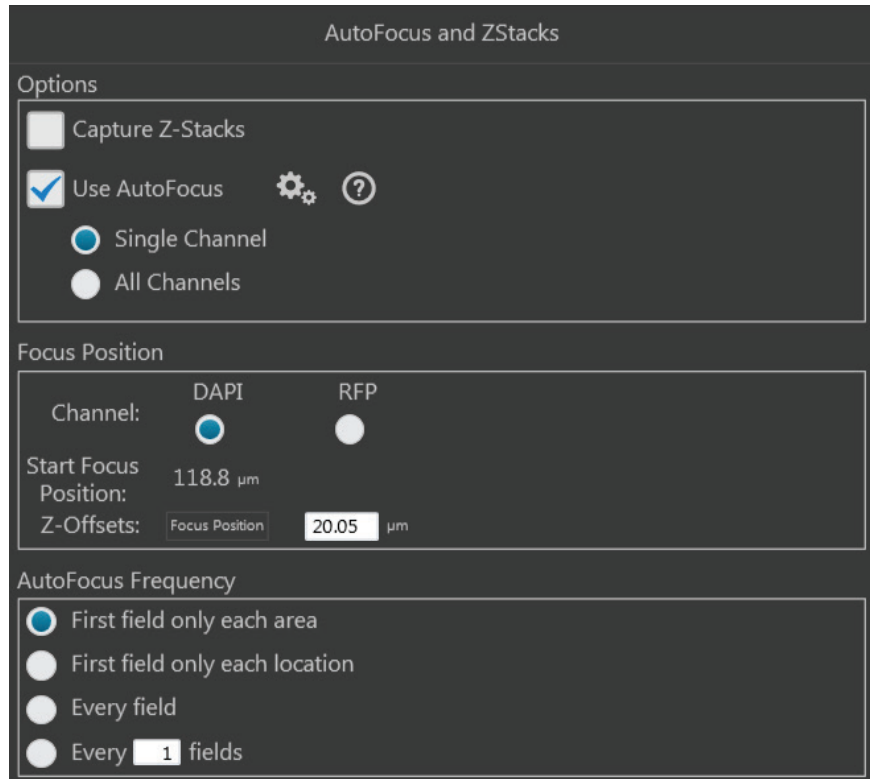 AutoFocus and ZStacks
Options
Capture Z-Stacks
Use AutoFocus ?
Single Channel
All Channels
Focus Position
DAPI RFP
Channel:
Start Focus
Position: 118.8 µm
Z-Offsets: Focus Position 20.05 µm
AutoFocus Frequency
First field only each area
First field only each location
Every field
Every 1 fields